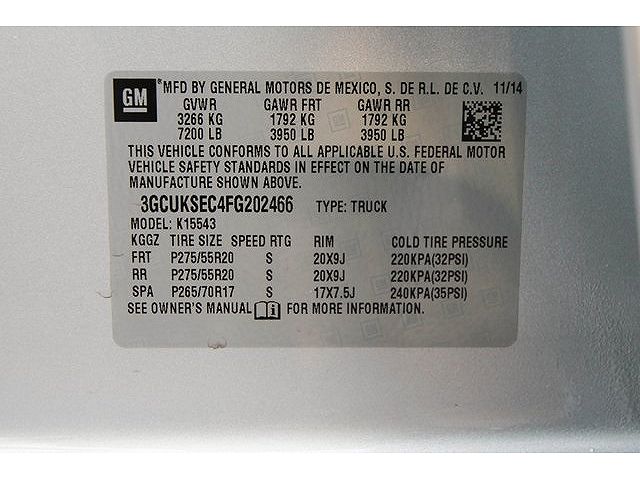 GM
®MFD BY GENERAL MOTORS DE MEXICO, S. DE R.L. DE C.V. 11/14
GVWR GAWR FRT GAWR RR
3266 KG 1792 KG 1792 KG
7200 LB 3950 LB 3950 LB
THIS VEHICLE CONFORMS TO ALL APPLICABLE U.S. FEDERAL MOTOR
VEHICLE SAFETY STANDARDS IN EFFECT ON THE DATE OF
MANUFACTURE SHOWN ABOVE.
3GCUKSEC4FG202466 TYPE: TRUCK
MODEL: K15543
KGGZ TIRE SIZE SPEED RTG RIM COLD TIRE PRESSURE
FRT P275/55R20 S 20X9J 220KPA(32PSI)
RR P275/55R20 S 20X9J 220KPA(32PSI)
SPA P265/70R17 S 17X7.5J 240KPA(35PSI)
SEE OWNER'S MANUAL FOR MORE INFORMATION.